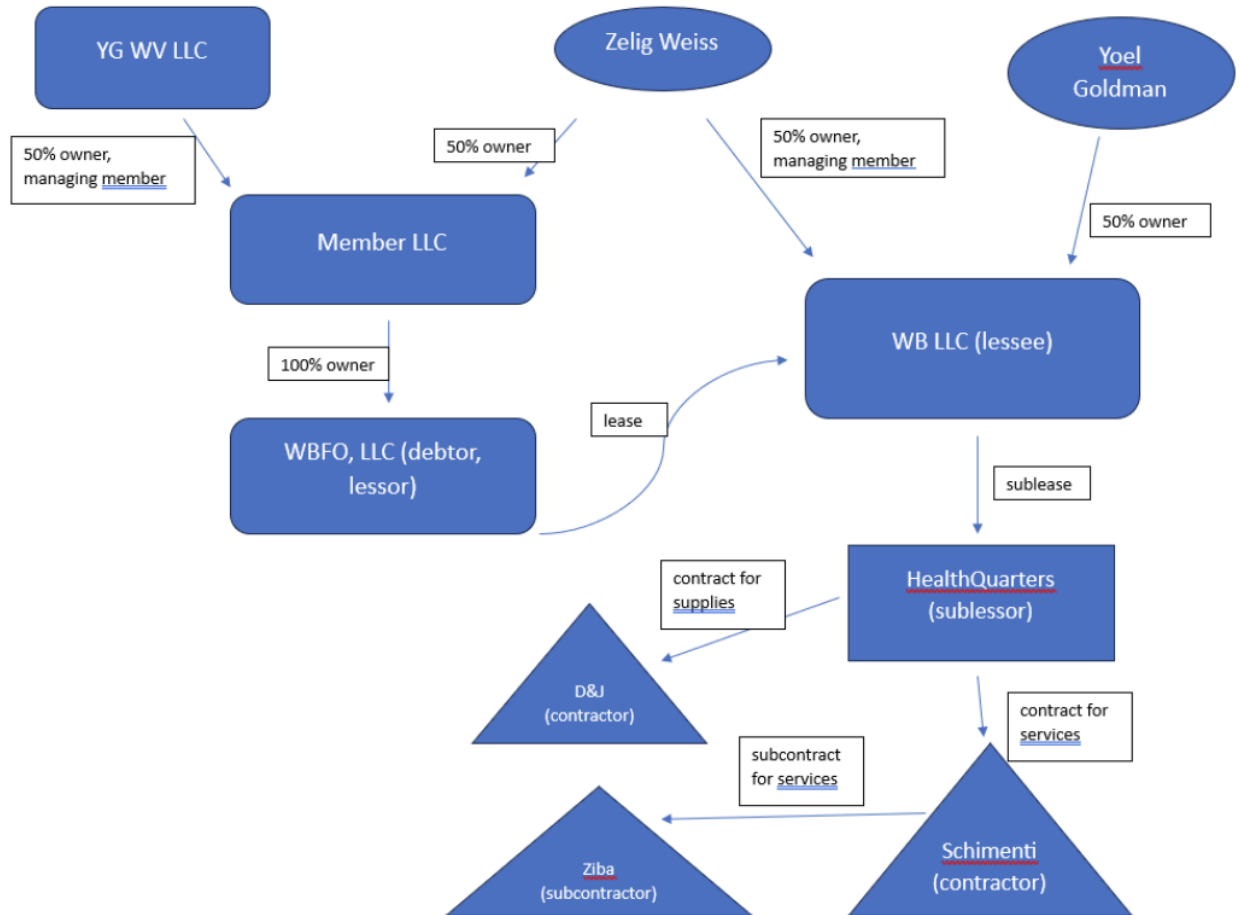 YG WV LLC
Zelig Weiss
Yoel
Goldman
50% owner,
managing member
50% owner
50% owner,
managing member
50% owner
Member LLC
WB LLC (lessee)
100% owner
lease
WBFO, LLC (debtor,
lessor)
sublease
HealthQuarters
(sublessor)
contract for
supplies
D&J
(contractor)
contract for
services
subcontract
for services
Ziba
(subcontractor)
Schimenti
(contractor)